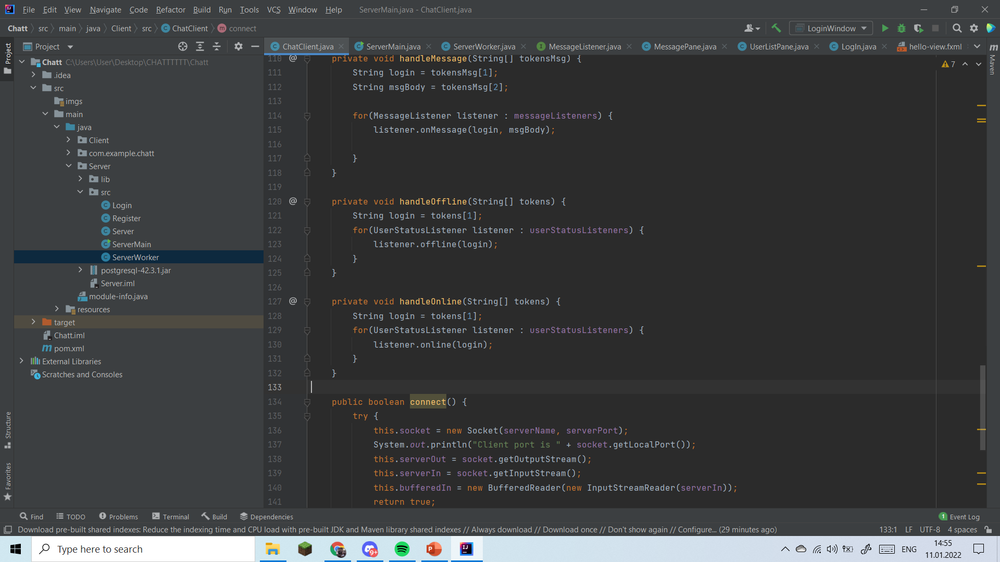 File Edit View Navigate Code Refactor Build Run Tools VCS Window Help ServerMain.java - ChatClient.java
Chatt src main java Client src ChatClient connect LoginWindow
Project ChatClient.java ServerMain.java ServerWorker.java MessageListener.java MessagePane.java UserListPane.java LogIn.java hello-view.fxml
Project
Maven
Structure
Favorites
Chatt C:\Users\User\Desktop\CHATTTTTT\Chatt
.idea
src
imgs
main
java
Client
com.example.chatt
Server
lib
src
Login
Register
Server
ServerMain
ServerWorker
postgresql-42.3.1.jar
Server.iml
module-info.java
resources
target
Chatt.iml
pom.xml
External Libraries
Scratches and Consoles
7
110 @ private void handleMessage(String[] tokensMsg) {
111 String login = tokensMsg[1];
112 String msgBody = tokensMsg[2];
113
114 for(MessageListener listener : messageListeners) {
115 listener.onMessage(login, msgBody);
116
117 }
118 }
119
120 @ private void handleOffline(String[] tokens) {
121 String login = tokens[1];
122 for(UserStatusListener listener : userStatusListeners) {
123 listener.offline(login);
124 }
125 }
126
127 @ private void handleOnline(String[] tokens) {
128 String login = tokens[1];
129 for(UserStatusListener listener : userStatusListeners) {
130 listener.online(login);
131 }
132 }
133
134 public boolean connect() {
135 try {
136 this.socket = new Socket(serverName, serverPort);
137 System.out.println("Client port is " + socket.getLocalPort());
138 this.serverOut = socket.getOutputStream();
139 this.serverIn = socket.getInputStream();
140 this.bufferedIn = new BufferedReader(new InputStreamReader(serverIn));
141 return true;
Find TODO Problems Terminal Build Dependencies 1 Event Log
Download pre-built shared indexes: Reduce the indexing time and CPU load with pre-built JDK and Maven library shared indexes // Always download // Download once // Don't show again // Configure... (29 minutes ago) 133:1 LF UTF-8 4 spaces
Type here to search 9+ ENG 14:55
11.01.2022